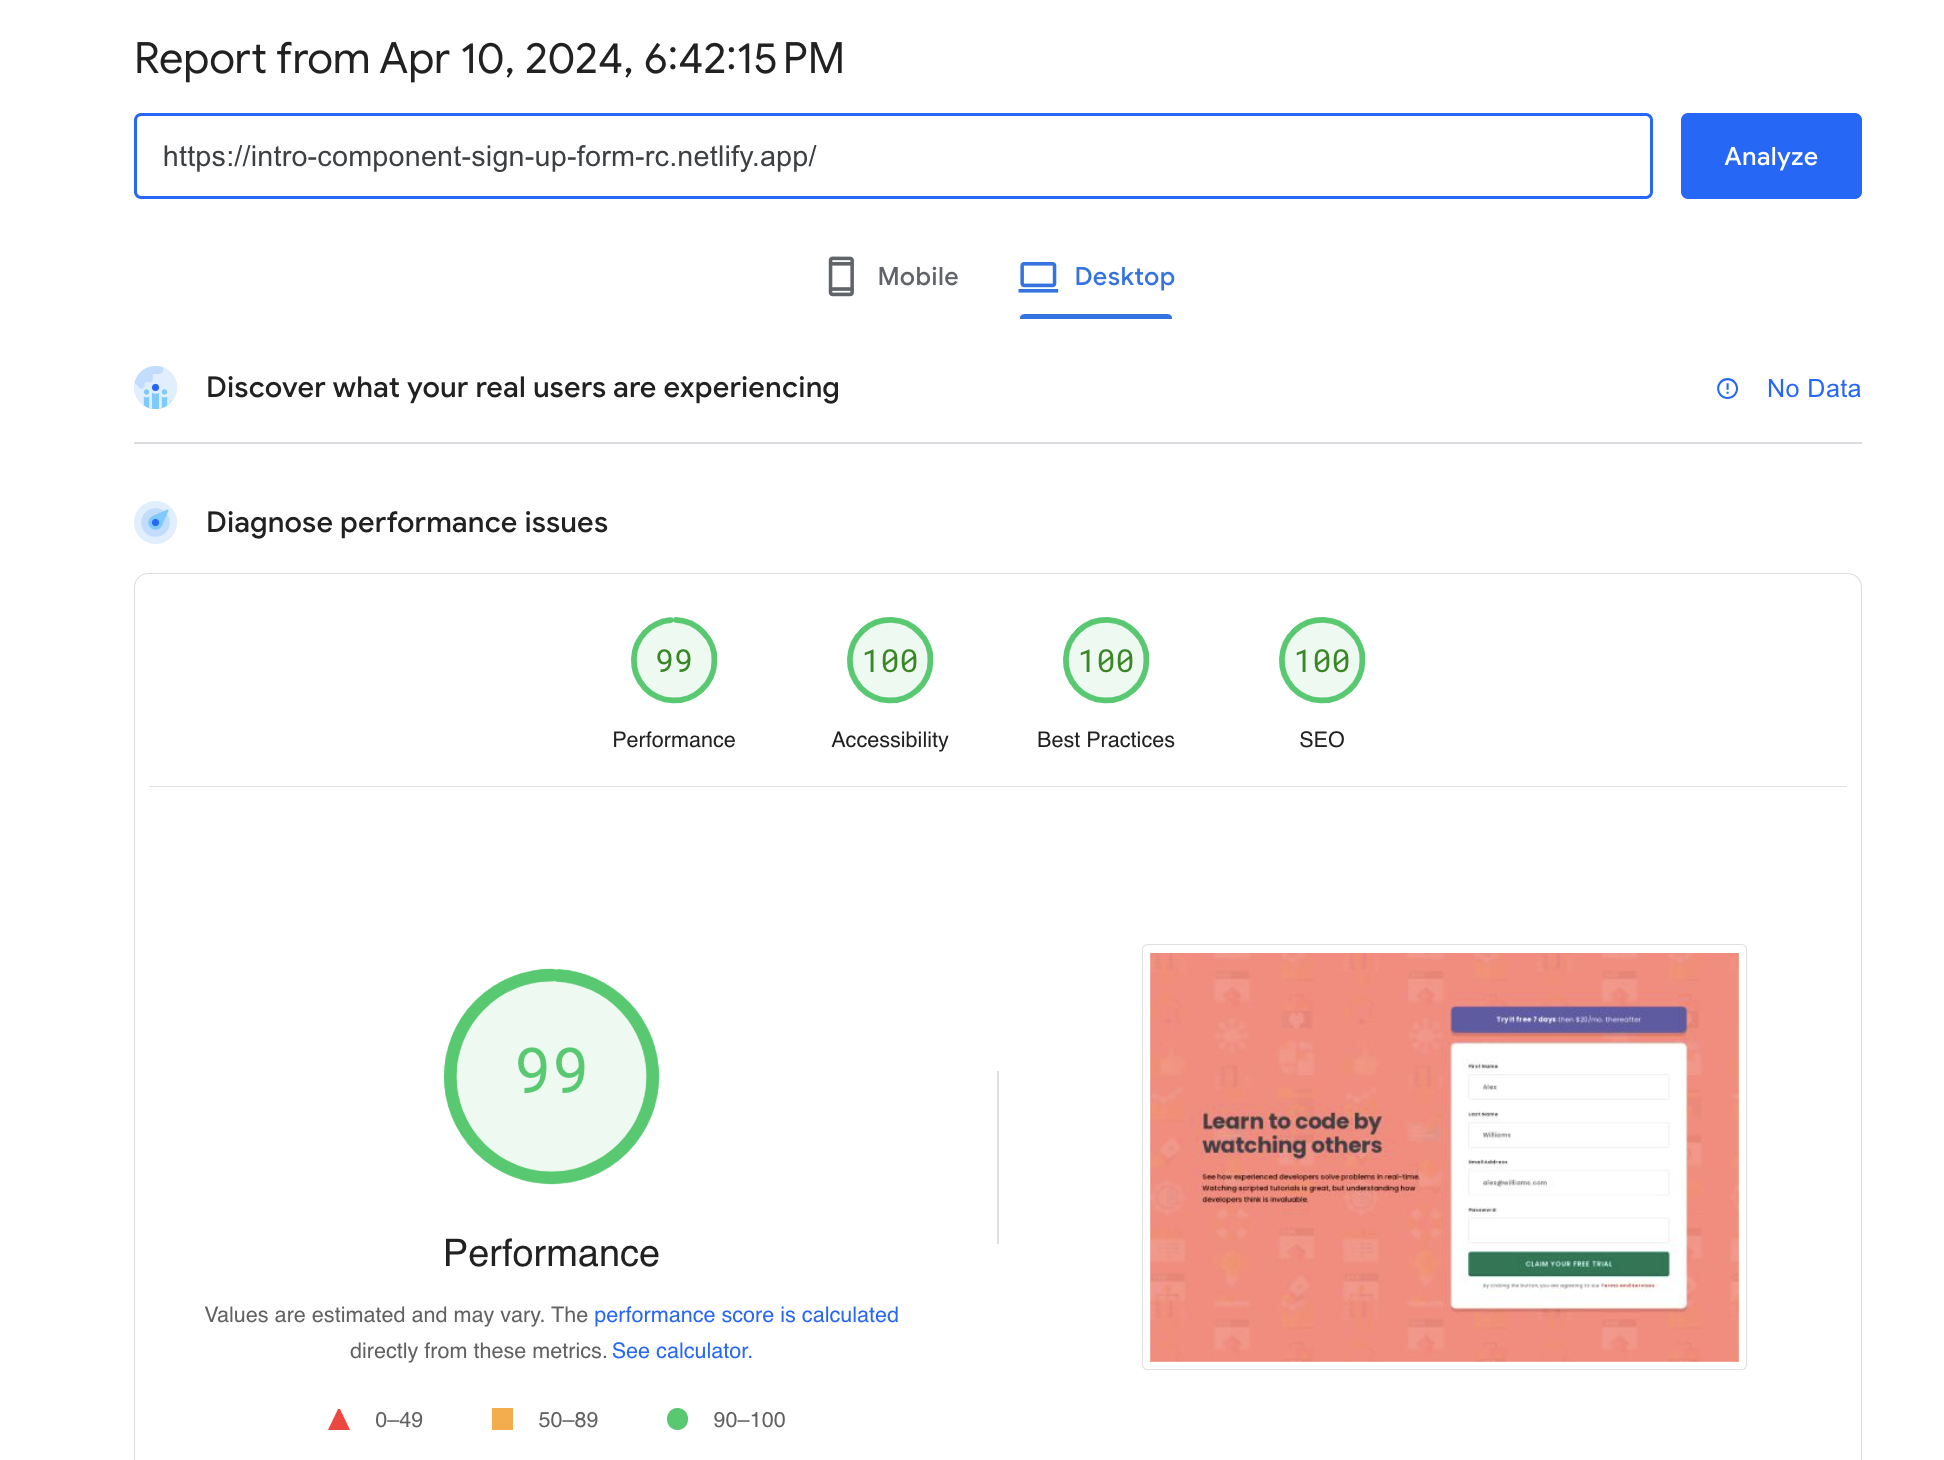 Report from Apr 10, 2024, 6:42:15 PM
https://intro-component-sign-up-form-rc.netlify.app/
Analyze
Mobile
Desktop
Discover what your real users are experiencing
No Data
Diagnose performance issues
99
100
100
100
Performance
Accessibility
Best Practices
SEO
99
Performance
Values are estimated and may vary. The performance score is calculated
directly from these metrics. See calculator.
0–49
50–89
90–100
Learn to code by
watching others
See how experienced developers solve problems in real-time.
Watching scripted tutorials is great, but understanding how
developers think is invaluable.
Try it free 7 days then $20/mo. thereafter
First Name
Alex
Last Name
Williams
Email Address
alex@williams.com
Password
CLAIM YOUR FREE TRIAL
By clicking the button, you are agreeing to our Terms and Services